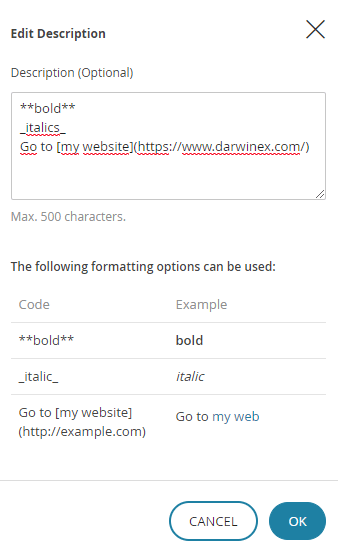 Edit Description
Description (Optional)
**bold**
_italics_
Go to [my website](https://www.darwinex.com/)
Max. 500 characters.
The following formatting options can be used:
Code Example
**bold** bold
_italic_ italic
Go to [my website]
(http://example.com) Go to my web
CANCEL OK